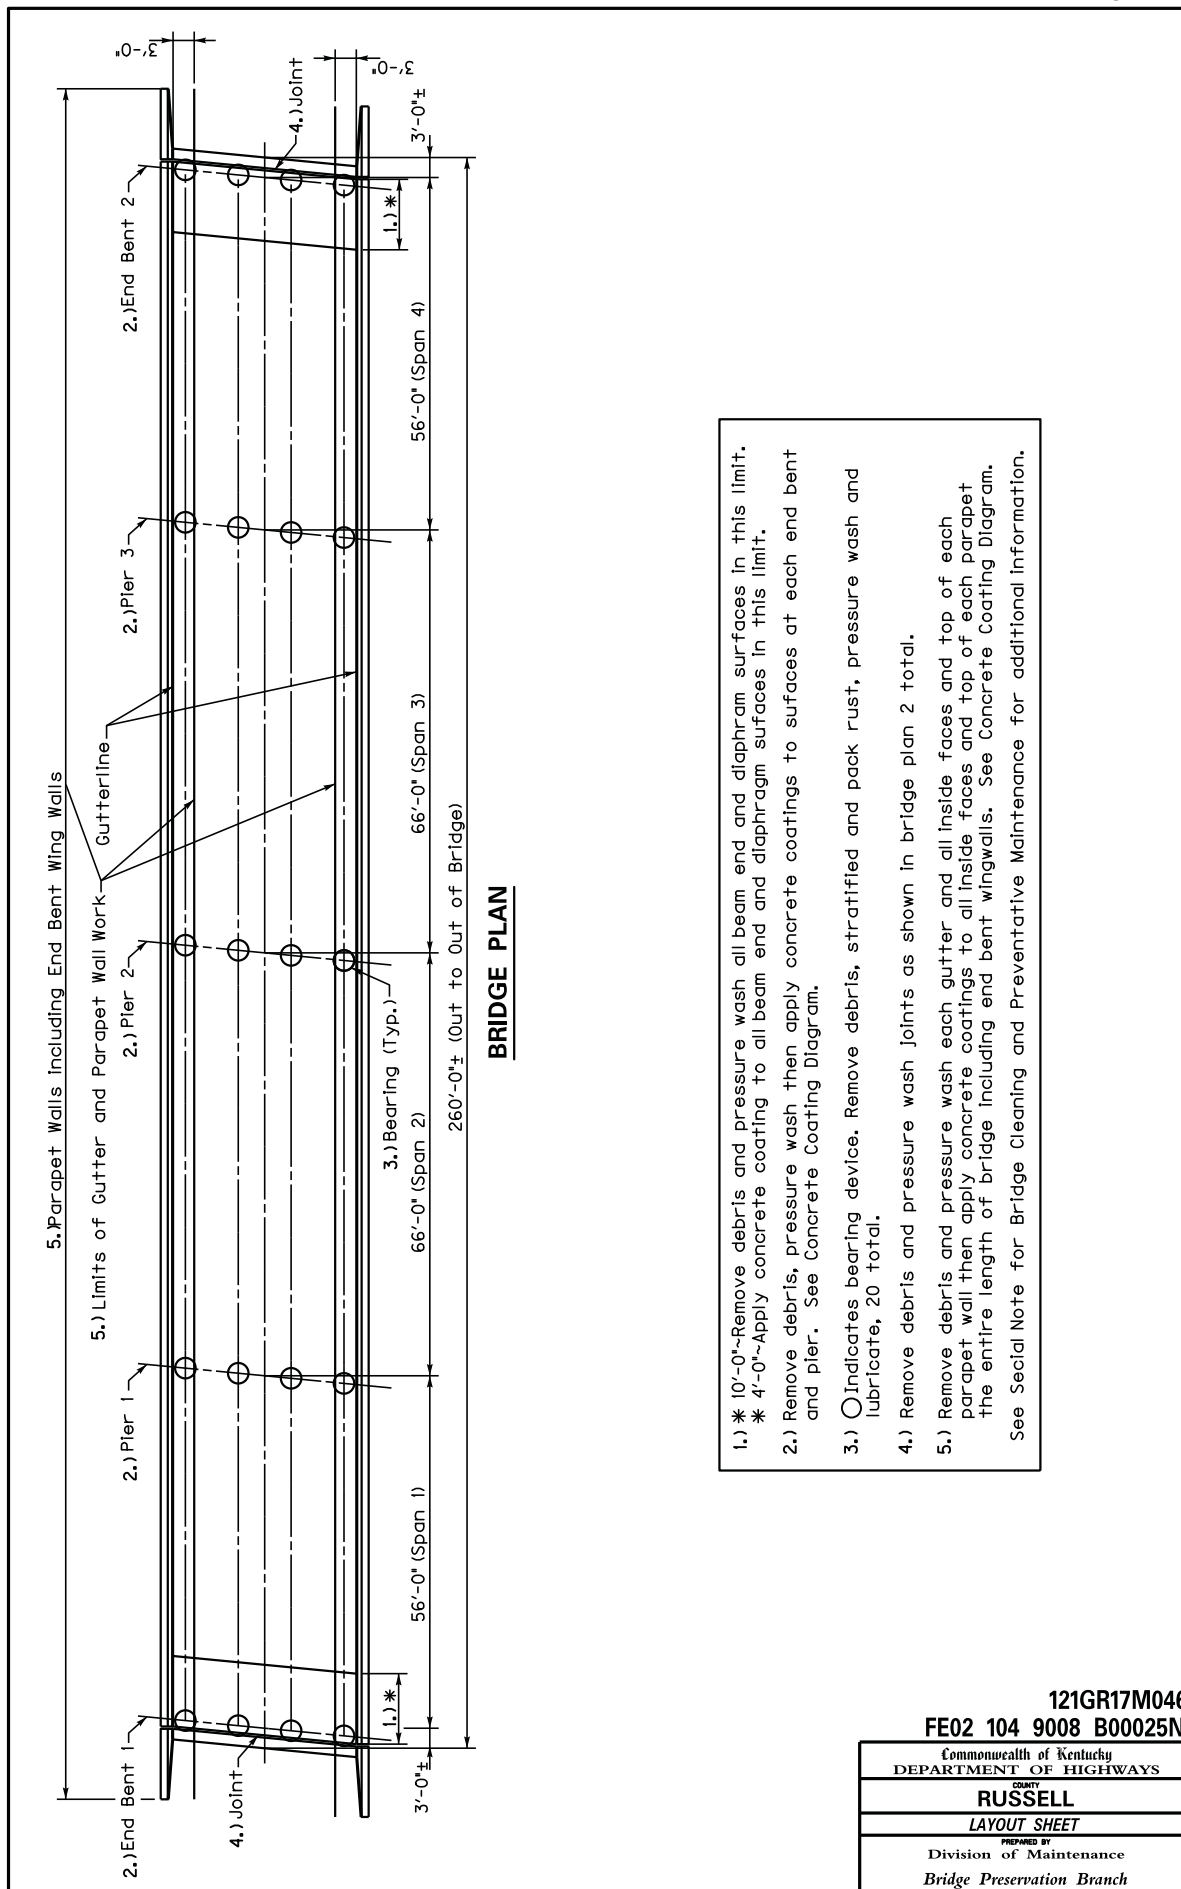 5.)Parapet Walls including End Bent Wing Walls
5.)Limits of Gutter and Parapet Wall Work
Gutterline
3'-0"
3'-0"
2.)End Bent 1
2.)Pier 1
2.)Pier 2
2.)Pier 3
2.)End Bent 2
4.)Joint
4.)Joint
1.)*
3.)Bearing (Typ.)
1.)*
3'-0"±
56'-0" (Span 1)
66'-0" (Span 2)
66'-0" (Span 3)
56'-0" (Span 4)
3'-0"±
260'-0"± (Out to Out of Bridge)
BRIDGE PLAN
1.) * 10'-0"~Remove debris and pressure wash all beam end and diaphram surfaces in this limit.
* 4'-0"~Apply concrete coating to all beam end and diaphragm sufaces in this limit.
2.) Remove debris, pressure wash then apply concrete coatings to sufaces at each end bent
and pier. See Concrete Coating Diagram.
3.) Indicates bearing device. Remove debris, stratified and pack rust, pressure wash and
lubricate, 20 total.
4.) Remove debris and pressure wash joints as shown in bridge plan 2 total.
5.) Remove debris and pressure wash each gutter and all inside faces and top of each
parapet wall then apply concrete coatings to all inside faces and top of each parapet
the entire length of bridge including end bent wingwalls. See Concrete Coating Diagram.
See Secial Note for Bridge Cleaning and Preventative Maintenance for additional information.
121GR17M046
FE02 104 9008 B00025N
Commonwealth of Kentucky
DEPARTMENT OF HIGHWAYS
COUNTY
RUSSELL
LAYOUT SHEET
PREPARED BY
Division of Maintenance
Bridge Preservation Branch